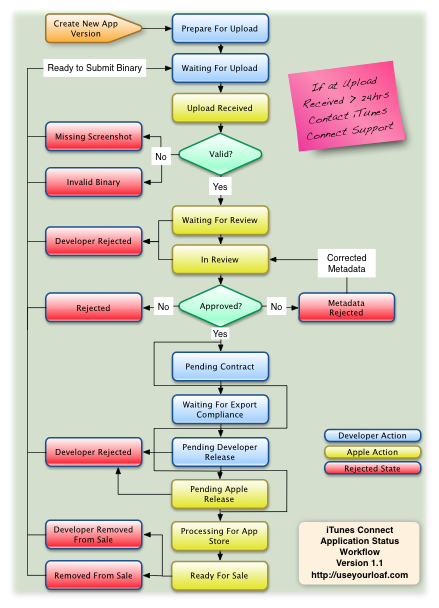 Create New App
Version
Prepare For Upload
Ready to Submit Binary
Waiting For Upload
If at Upload
Received > 24hrs
Contact iTunes
Connect Support
Upload Received
Missing Screenshot
No
Valid?
Invalid Binary
Yes
Waiting For Review
Developer Rejected
In Review
Corrected
Metadata
Rejected
No
Approved?
No
Metadata
Rejected
Yes
Pending Contract
Waiting For Export
Compliance
Developer Action
Developer Rejected
Pending Developer
Release
Apple Action
Rejected State
Pending Apple
Release
Developer Removed
From Sale
Processing For App
Store
iTunes Connect
Application Status
Workflow
Version 1.1
http://useyourloaf.com
Removed From Sale
Ready For Sale